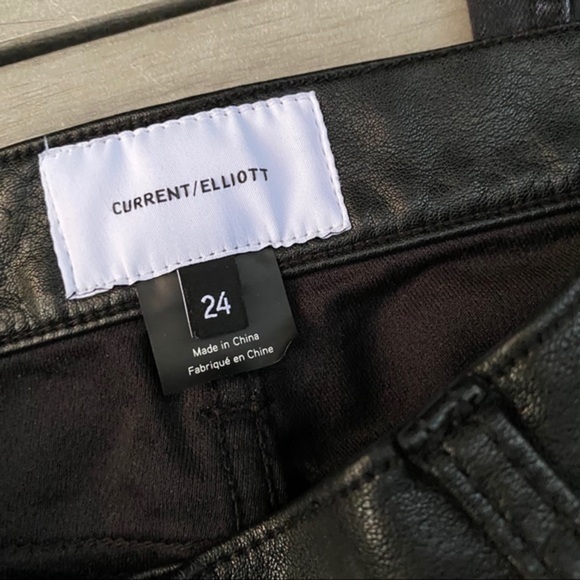 CURRENT/ELLIOTT
24
Made in China
Fabriqué en Chine